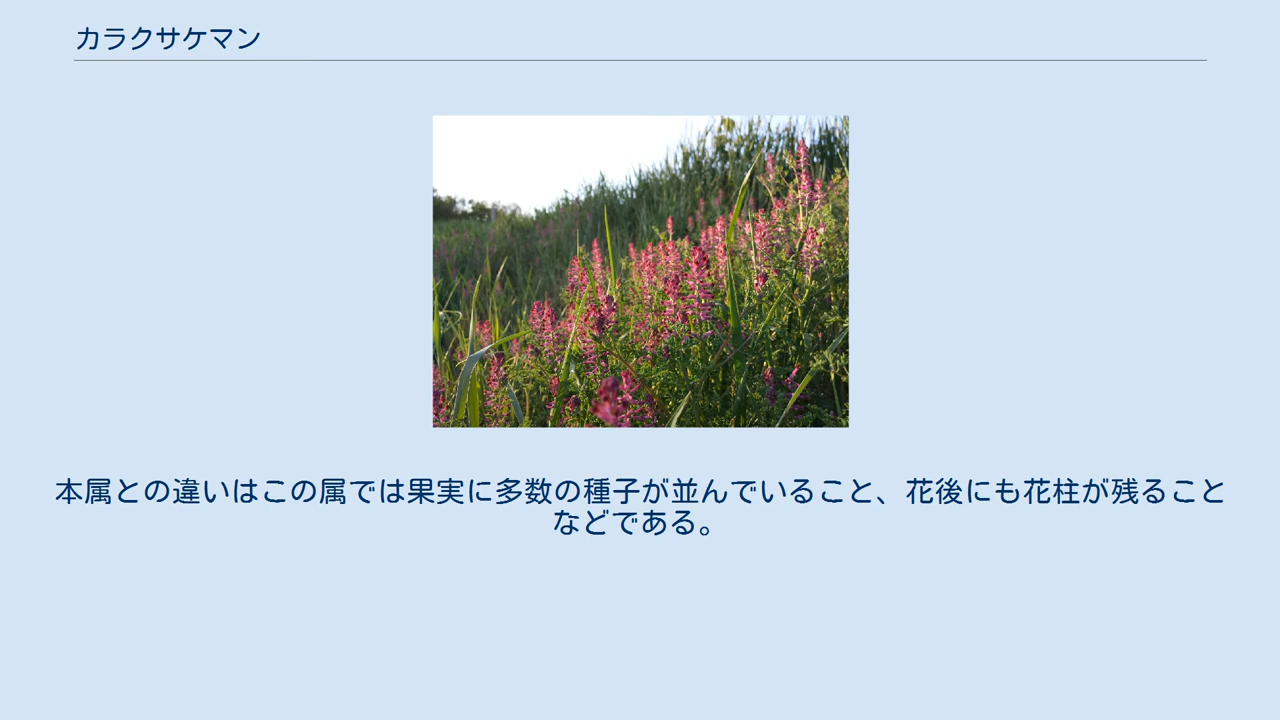 カラクサケマン
本属との違いはこの属では果実に多数の種子が並んでいること、花後にも花柱が残ること
などである。